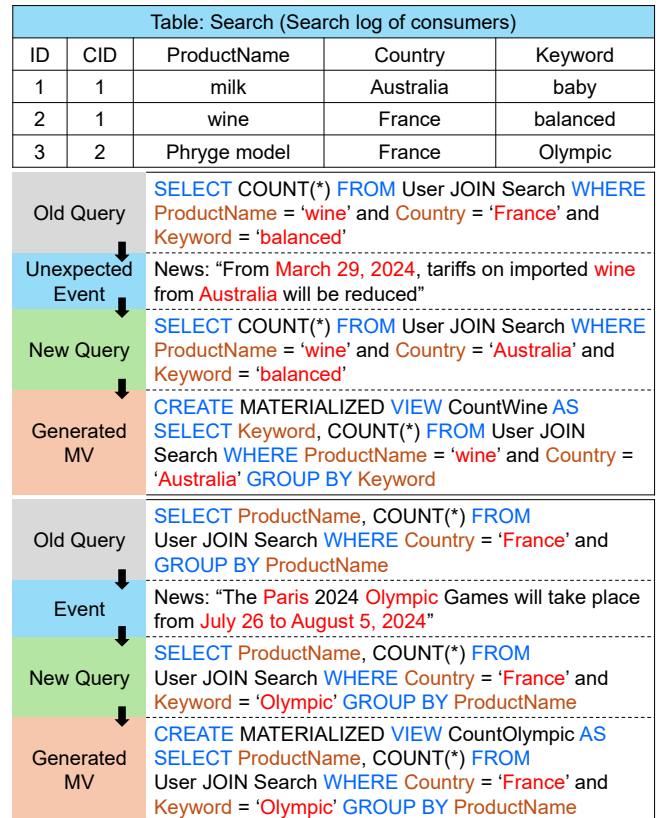 Table: Search (Search log of consumers)
ID CID ProductName Country Keyword
1 1 milk Australia baby
2 1 wine France balanced
3 2 Phryge model France Olympic
Old Query
SELECT COUNT(*) FROM User JOIN Search WHERE
ProductName = ‘wine’ and Country = ‘France’ and
Keyword = ‘balanced’
Unexpected
Event
News: “From March 29, 2024, tariffs on imported wine
from Australia will be reduced”
New Query
SELECT COUNT(*) FROM User JOIN Search WHERE
ProductName = ‘wine’ and Country = ‘Australia’ and
Keyword = ‘balanced’
Generated
MV
CREATE MATERIALIZED VIEW CountWine AS
SELECT Keyword, COUNT(*) FROM User JOIN
Search WHERE ProductName = ‘wine’ and Country =
‘Australia’ GROUP BY Keyword
Old Query
SELECT ProductName, COUNT(*) FROM
User JOIN Search WHERE Country = ‘France’ and
GROUP BY ProductName
Event
News: “The Paris 2024 Olympic Games will take place
from July 26 to August 5, 2024”
New Query
SELECT ProductName, COUNT(*) FROM
User JOIN Search WHERE Country = ‘France’ and
Keyword = ‘Olympic’ GROUP BY ProductName
Generated
MV
CREATE MATERIALIZED VIEW CountOlympic AS
SELECT ProductName, COUNT(*) FROM
User JOIN Search WHERE Country = ‘France’ and
Keyword = ‘Olympic’ GROUP BY ProductName